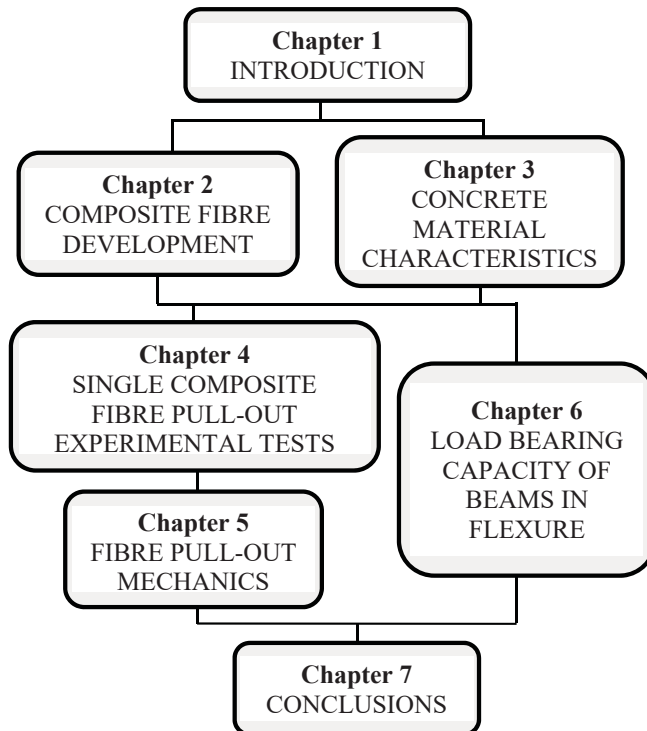 Chapter 1
INTRODUCTION
Chapter 2
COMPOSITE FIBRE
DEVELOPMENT
Chapter 3
CONCRETE
MATERIAL
CHARACTERISTICS
Chapter 4
SINGLE COMPOSITE
FIBRE PULL-OUT
EXPERIMENTAL TESTS
Chapter 5
FIBRE PULL-OUT
MECHANICS
Chapter 6
LOAD BEARING
CAPACITY OF
BEAMS IN
FLEXURE
Chapter 7
CONCLUSIONS